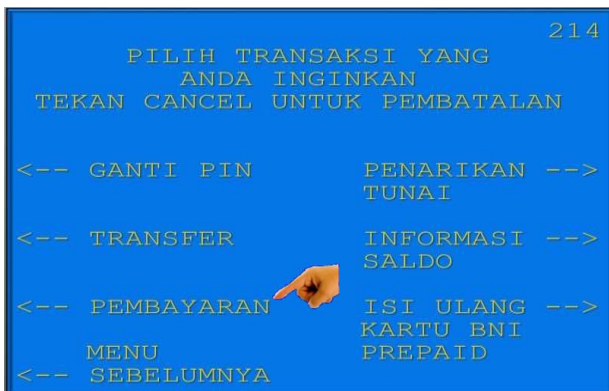 214
PILIH TRANSAKSI YANG
ANDA INGINKAN
TEKAN CANCEL UNTUK PEMBATALAN
<-- GANTI PIN
PENARIKAN -->
TUNAI
<-- TRANSFER
INFORMASI -->
SALDO
<-- PEMBAYARAN
ISI ULANG -->
KARTU BNI
PREPAID
MENU
<-- SEBELUMNYA